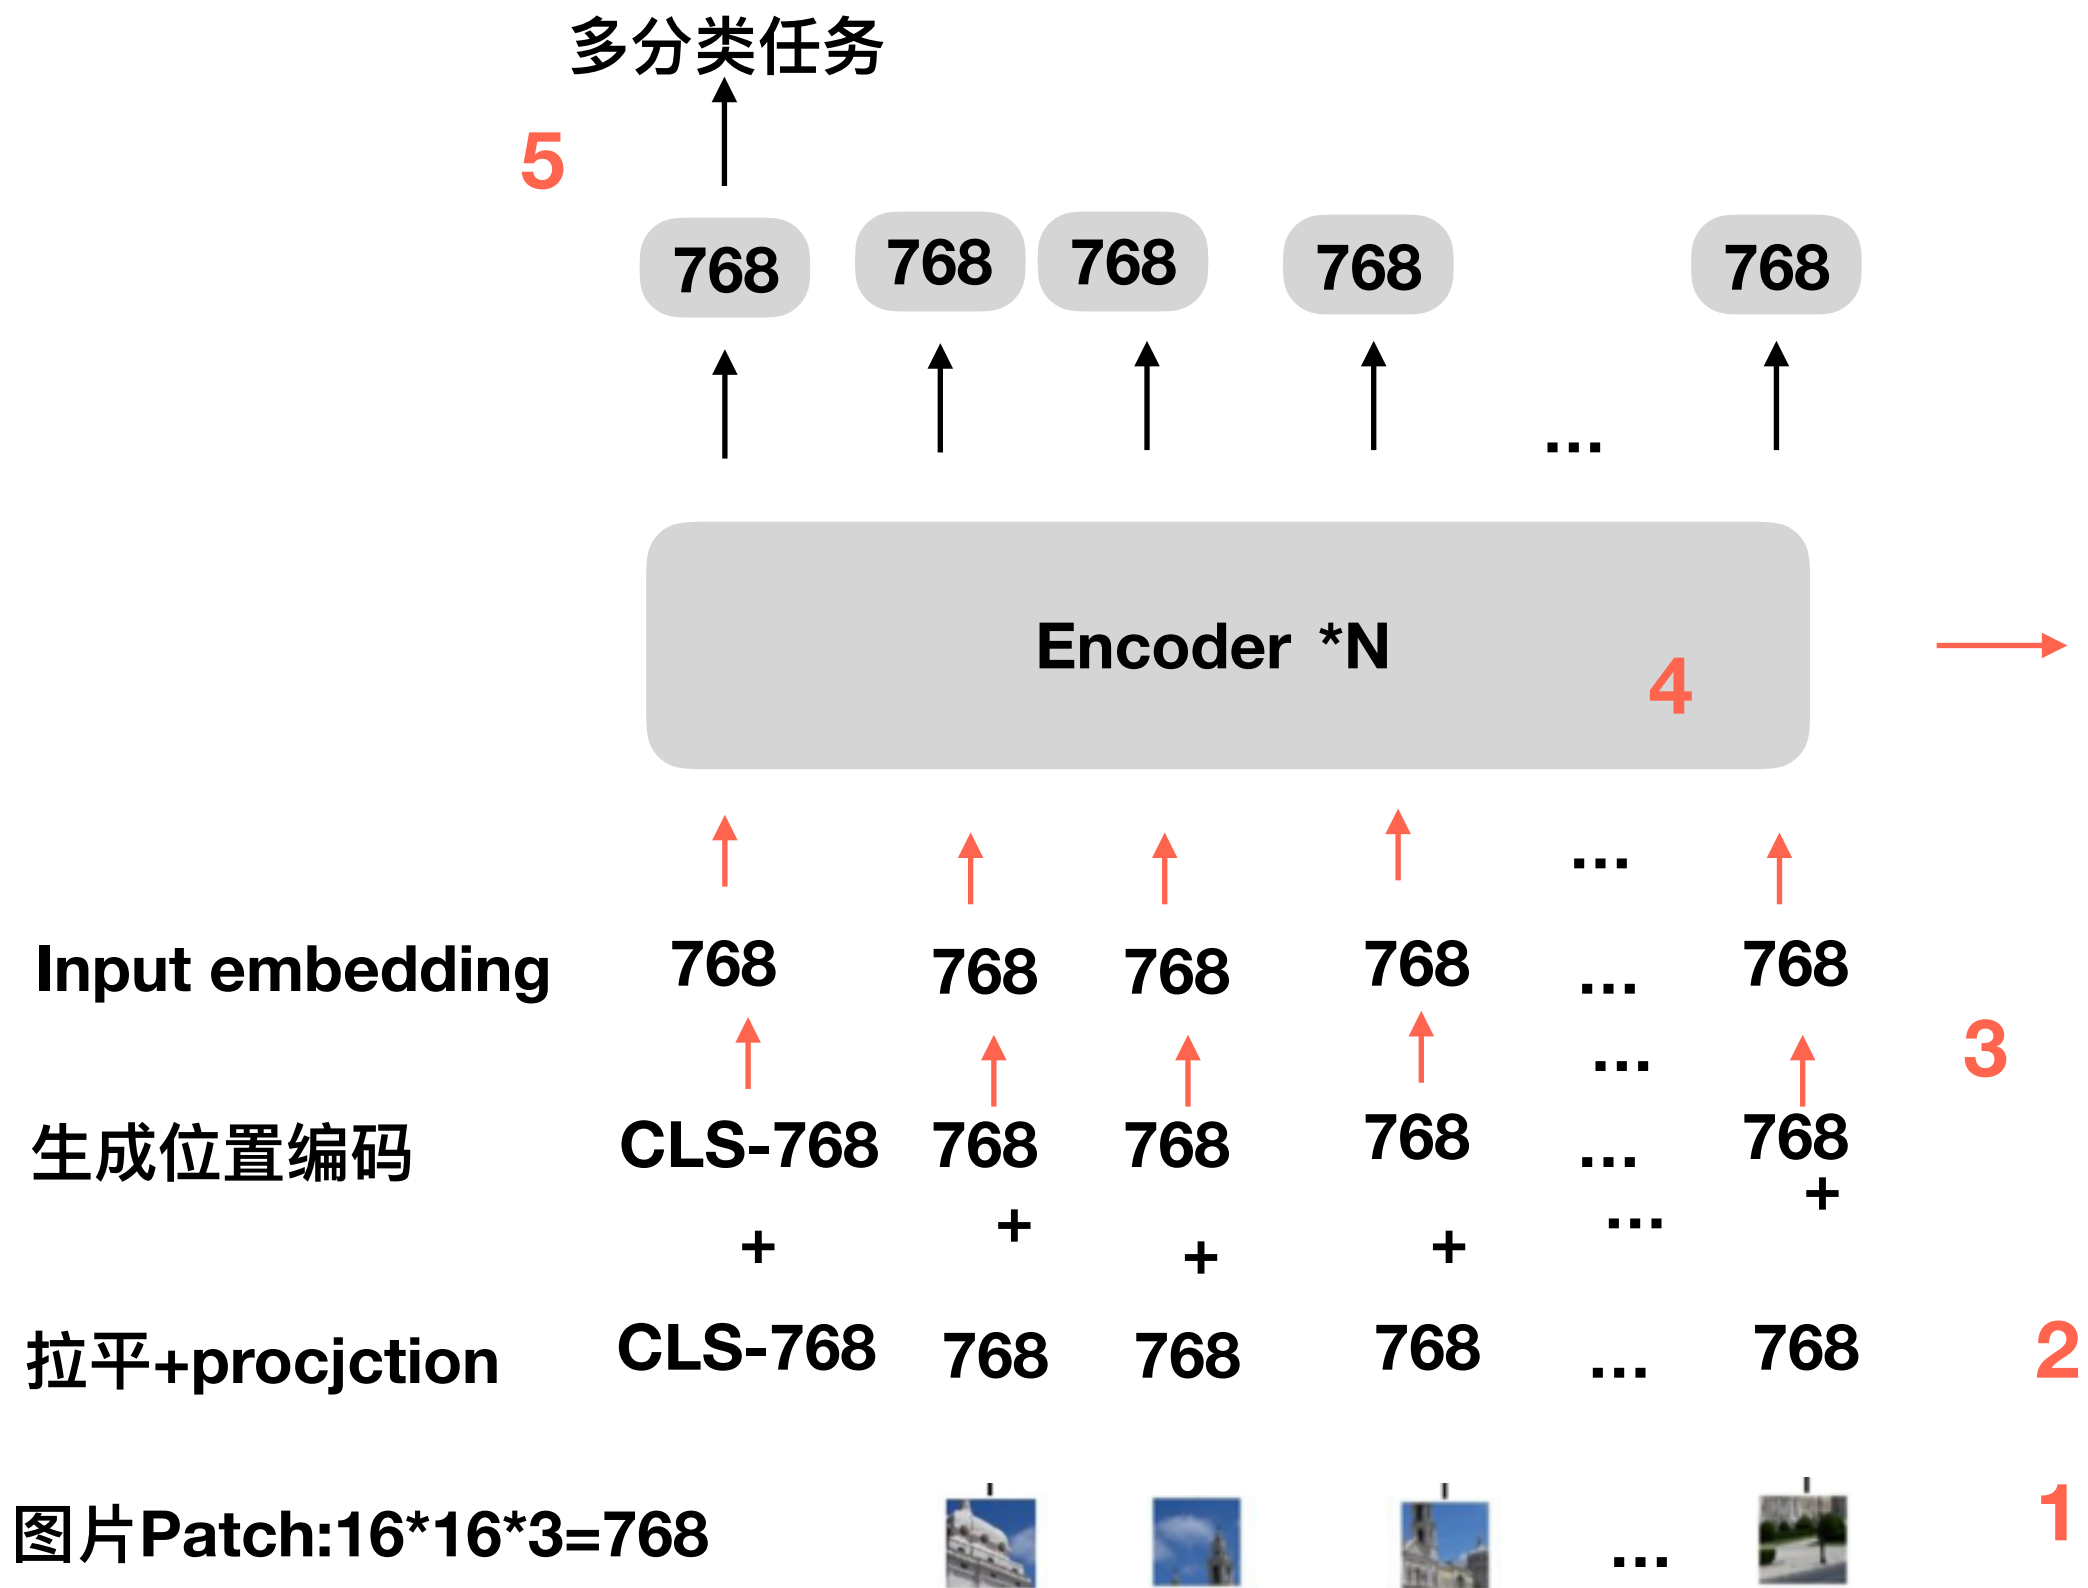 多分类任务
5
768 768 768 768 768
...
Encoder *N
4
...
Input embedding 768 768 768 768 ... 768
... 3
生成位置编码 CLS-768 768 768 768 ... 768
+ + + + ... +
拉平+procjction CLS-768 768 768 768 ... 768 2
图片Patch:16*16*3=768 ... 1